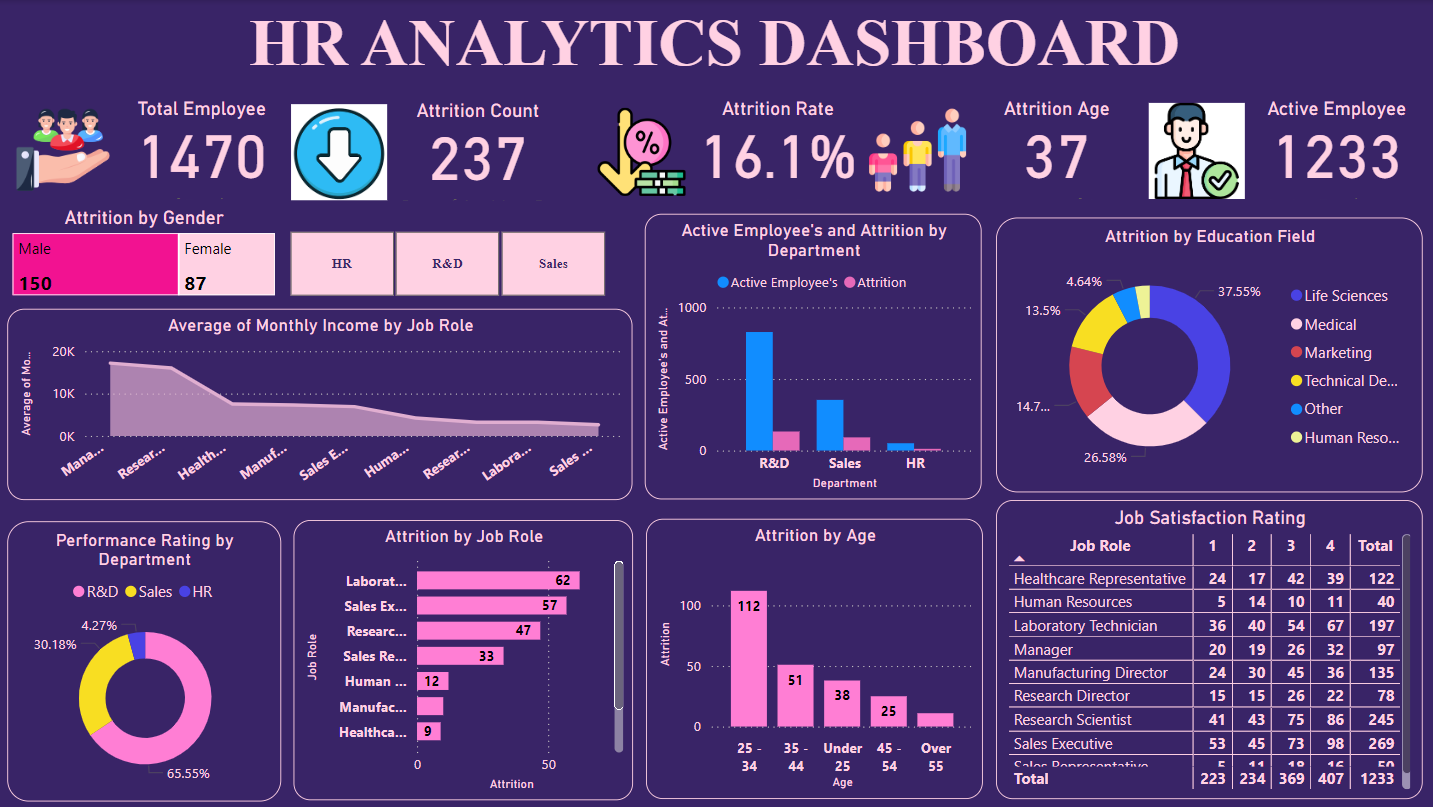 HR ANALYTICS DASHBOARD
Total Employee
1470
Attrition Count
237
%
Attrition Rate
16.1%
Attrition Age
37
Active Employee
1233
Attrition by Gender
Male
150
Female
87
HR
R&D
Sales
Average of Monthly Income by Job Role
Average of Mo...
20K
10K
0K
Mana...
Resear...
Health...
Manuf...
Sales E...
Huma...
Resear...
Labora...
Sales ...
Active Employee's and Attrition by
Department
Active Employee's
Attrition
Active Employee's and At...
1000
500
0
R&D
Sales
HR
Department
Attrition by Education Field
4.64%
37.55%
13.5%
14.7...
26.58%
Life Sciences
Medical
Marketing
Technical De...
Other
Human Reso...
Performance Rating by
Department
R&D
Sales
HR
4.27%
30.18%
65.55%
Attrition by Job Role
Job Role
Laborat... 62
Sales Ex... 57
Researc... 47
Sales Re... 33
Human ... 12
Manufac...
Healthca... 9
0 50
Attrition
Attrition by Age
Attrition
100
50
0
112
51
38
25
25 - 34
35 - 44
Under 25
45 - 54
Over 55
Age
Job Satisfaction Rating
Job Role 1 2 3 4 Total
Healthcare Representative 24 17 42 39 122
Human Resources 5 14 10 11 40
Laboratory Technician 36 40 54 67 197
Manager 20 19 26 32 97
Manufacturing Director 24 30 45 36 135
Research Director 15 15 26 22 78
Research Scientist 41 43 75 86 245
Sales Executive 53 45 73 98 269
Sales Representative 5 11 18 16 50
Total 223 234 369 407 1233